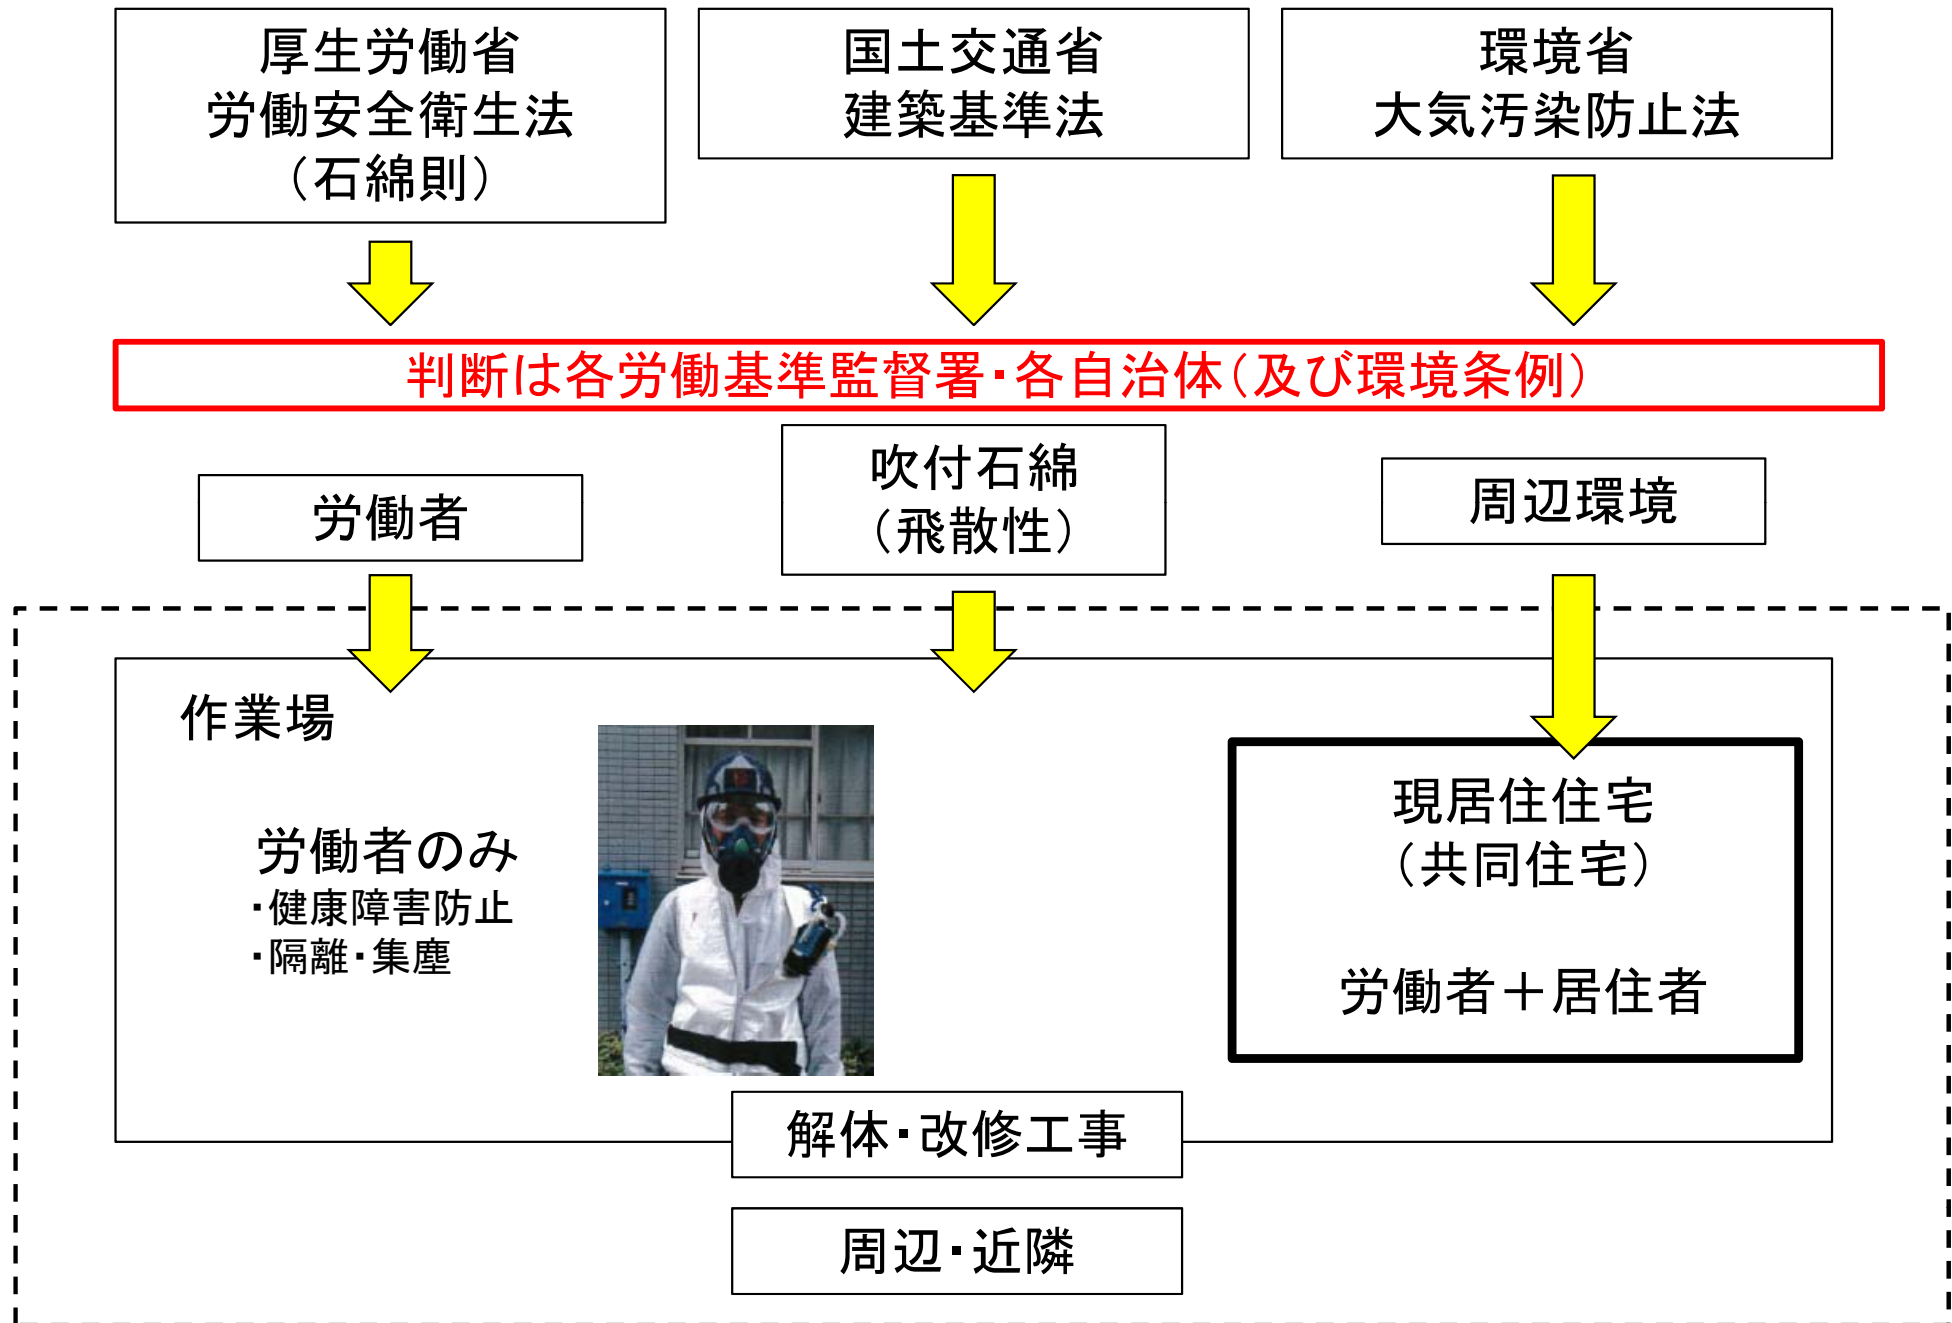 厚生労働省
労働安全衛生法
（石綿則）
国土交通省
建築基準法
環境省
大気汚染防止法
判断は各労働基準監督署・各自治体（及び環境条例）
労働者
吹付石綿
（飛散性）
周辺環境
作業場
労働者のみ
・健康障害防止
・隔離・集塵
現居住住宅
（共同住宅）
労働者＋居住者
解体・改修工事
周辺・近隣